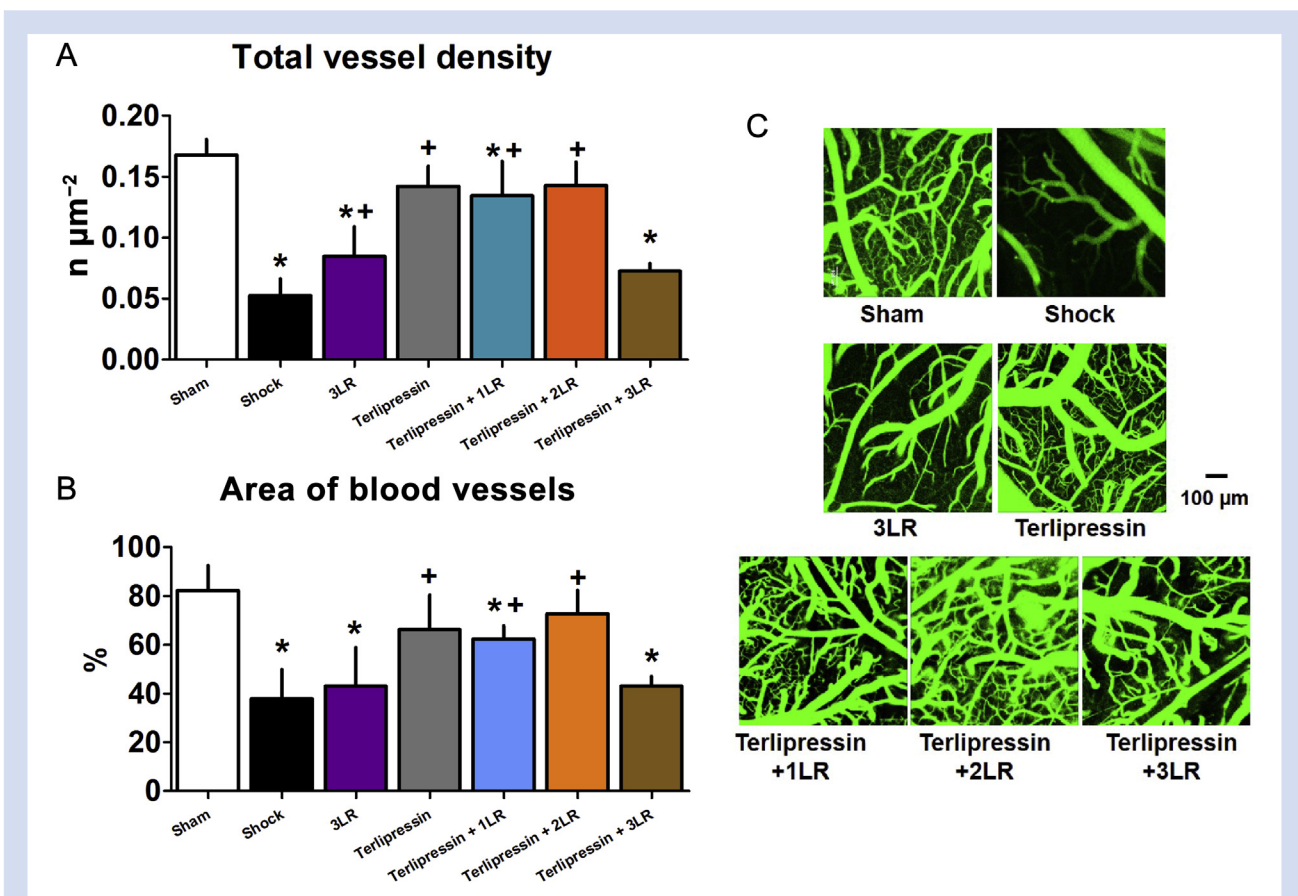 A
Total vessel density
n µm⁻²
0.20
0.15
0.10
0.05
0.00
*
*+
+
*+
+
*
Sham
Shock
3LR
Terlipressin
Terlipressin + 1LR
Terlipressin + 2LR
Terlipressin + 3LR
B
Area of blood vessels
%
100
80
60
40
20
0
*
*
+
*+
+
*
Sham
Shock
3LR
Terlipressin
Terlipressin + 1LR
Terlipressin + 2LR
Terlipressin + 3LR
C
Sham
Shock
3LR
Terlipressin
100 µm
Terlipressin
+1LR
Terlipressin
+2LR
Terlipressin
+3LR